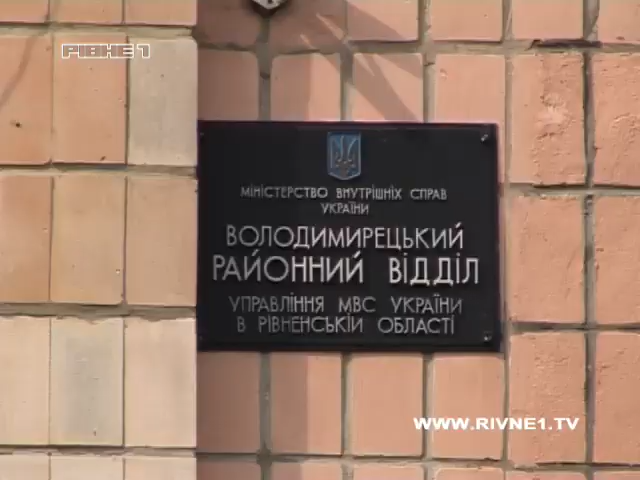 РІВНЕ 1
МІНІСТЕРСТВО ВНУТРІШНІХ СПРАВ
УКРАЇНИ
ВОЛОДИМИРЕЦЬКИЙ
РАЙОННИЙ ВІДДІЛ
УПРАВЛІННЯ МВС УКРАЇНИ
В РІВНЕНСЬКІЙ ОБЛАСТІ
WWW.RIVNE1.TV